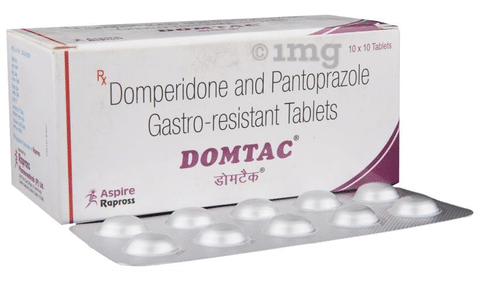 ©1mg
10 x 10 Tablets
Rx
Domperidone and Pantoprazole
Gastro-resistant Tablets
DOMTAC®
डोमटैक®
Aspire
Rapross